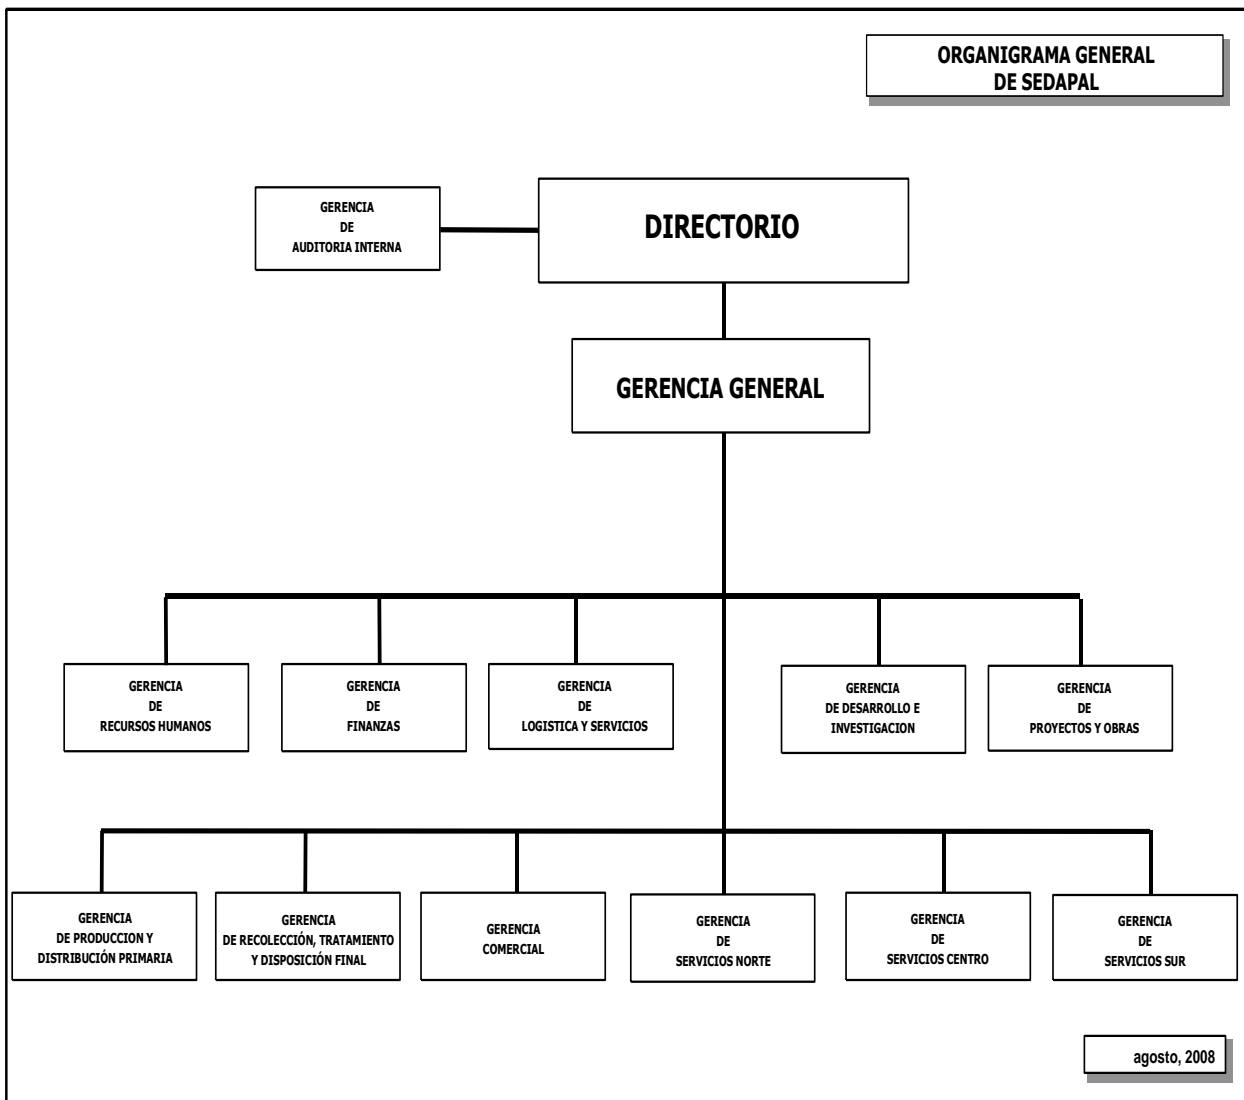 ORGANIGRAMA GENERAL
DE SEDAPAL
GERENCIA
DE
AUDITORIA INTERNA
DIRECTORIO
GERENCIA GENERAL
GERENCIA
DE
RECURSOS HUMANOS
GERENCIA
DE
FINANZAS
GERENCIA
DE
LOGISTICA Y SERVICIOS
GERENCIA
DE DESARROLLO E
INVESTIGACION
GERENCIA
DE
PROYECTOS Y OBRAS
GERENCIA
DE PRODUCCION Y
DISTRIBUCIÓN PRIMARIA
GERENCIA
DE RECOLECCIÓN, TRATAMIENTO
Y DISPOSICIÓN FINAL
GERENCIA
COMERCIAL
GERENCIA
DE
SERVICIOS NORTE
GERENCIA
DE
SERVICIOS CENTRO
GERENCIA
DE
SERVICIOS SUR
agosto, 2008